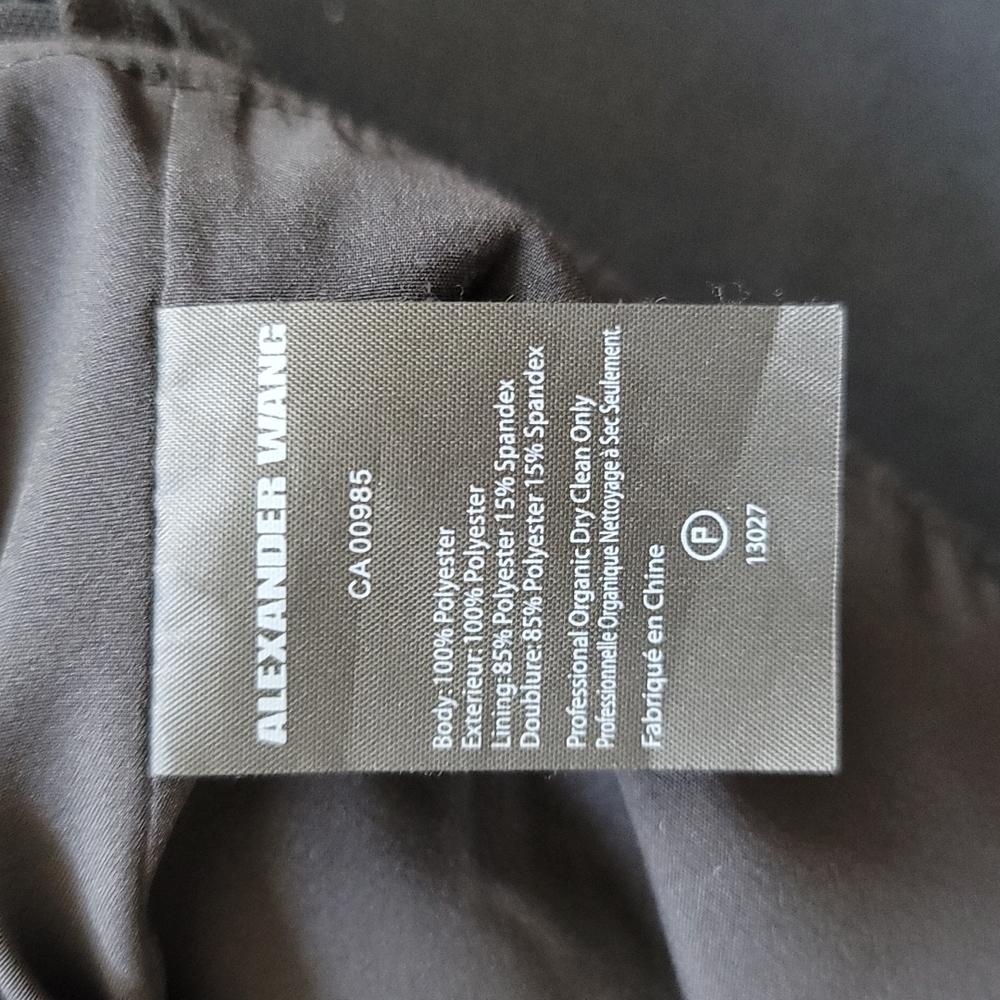 ALEXANDER WANG
CA 00985
Body: 100% Polyester
Exterieur: 100% Polyester
Lining: 85% Polyester 15% Spandex
Doublure: 85% Polyester 15% Spandex
Professional Organic Dry Clean Only
Professionnelle Organique Nettoyage à Sec Seulement.
Fabriqué en Chine
P
13027